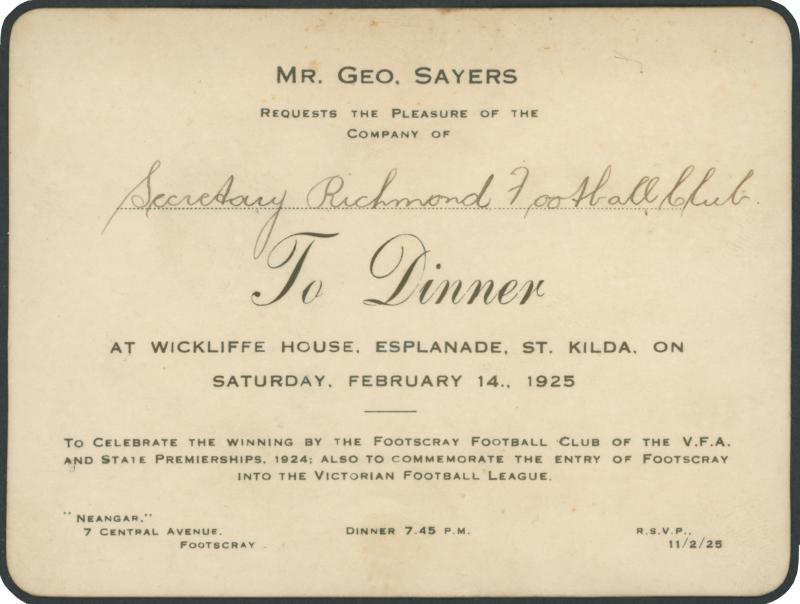 MR. GEO. SAYERS
REQUESTS THE PLEASURE OF THE
COMPANY OF
Secretary Richmond Football Club.
To Dinner
AT WICKLIFFE HOUSE, ESPLANADE, ST. KILDA, ON
SATURDAY, FEBRUARY 14., 1925
TO CELEBRATE THE WINNING BY THE FOOTSCRAY FOOTBALL CLUB OF THE V.F.A.
AND STATE PREMIERSHIPS, 1924; ALSO TO COMMEMORATE THE ENTRY OF FOOTSCRAY
INTO THE VICTORIAN FOOTBALL LEAGUE.
"NEANGAR,"
7 CENTRAL AVENUE,
FOOTSCRAY.
DINNER 7.45 P.M.
R.S.V.P.,
11/2/25